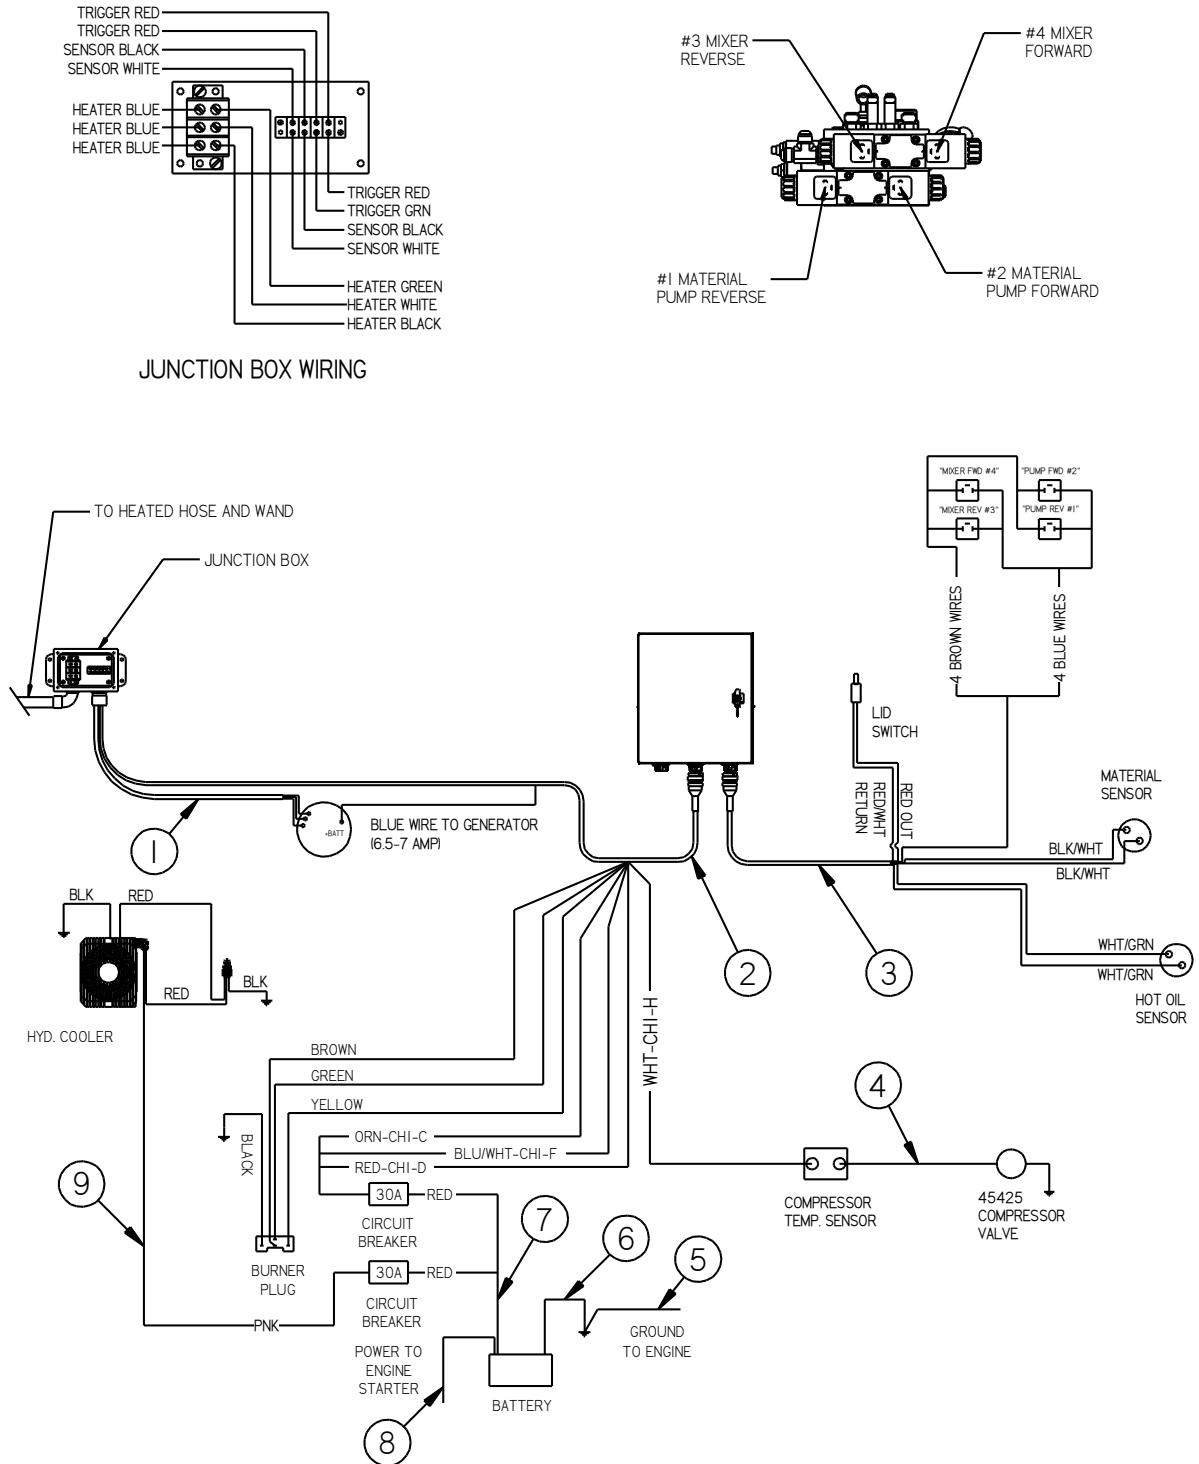 TRIGGER RED
TRIGGER RED
SENSOR BLACK
SENSOR WHITE
HEATER BLUE
HEATER BLUE
HEATER BLUE
TRIGGER RED
TRIGGER GRN
SENSOR BLACK
SENSOR WHITE
HEATER GREEN
HEATER WHITE
HEATER BLACK
JUNCTION BOX WIRING
#3 MIXER
REVERSE
#4 MIXER
FORWARD
#1 MATERIAL
PUMP REVERSE
#2 MATERIAL
PUMP FORWARD
"MIXER FWD #4"
"PUMP FWD #2"
"MIXER REV #3"
"PUMP REV #1"
4 BROWN WIRES
4 BLUE WIRES
TO HEATED HOSE AND WAND
JUNCTION BOX
LID
SWITCH
RED/WHT
RETURN
RED OUT
MATERIAL
SENSOR
+BATT
BLUE WIRE TO GENERATOR
(6.5-7 AMP)
1
BLK/WHT
BLK/WHT
BLK
RED
2
3
WHT/GRN
WHT/GRN
RED
BLK
HOT OIL
SENSOR
HYD. COOLER
WHT-CHI-H
BROWN
GREEN
YELLOW
BLACK
ORN-CHI-C
BLU/WHT-CHI-F
RED-CHI-D
4
9
30A
RED
CIRCUIT
BREAKER
COMPRESSOR
TEMP. SENSOR
45425
COMPRESSOR
VALVE
7
6
5
BURNER
PLUG
30A
RED
CIRCUIT
BREAKER
PNK
GROUND
TO ENGINE
POWER TO
ENGINE
STARTER
BATTERY
8